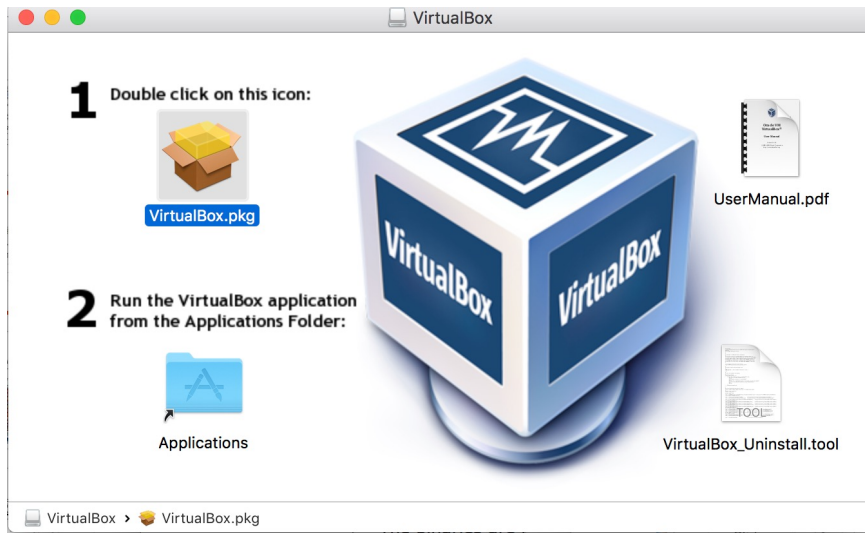 VirtualBox
1 Double click on this icon:
VirtualBox.pkg
2 Run the VirtualBox application
from the Applications Folder:
Applications
VirtualBox
VirtualBox
UserManual.pdf
TOOL
VirtualBox_Uninstall.tool
VirtualBox › VirtualBox.pkg